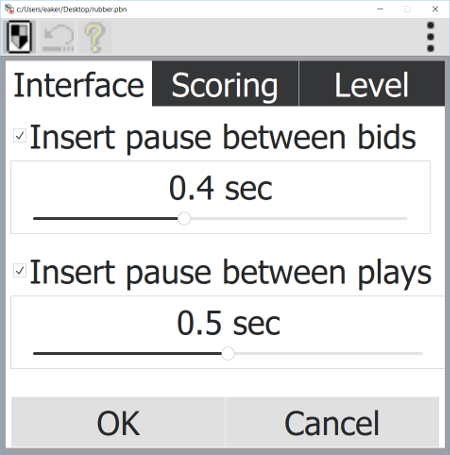 c:/Users/eaker/Desktop/rubber.pbn
Interface Scoring Level
Insert pause between bids
0.4 sec
Insert pause between plays
0.5 sec
OK Cancel